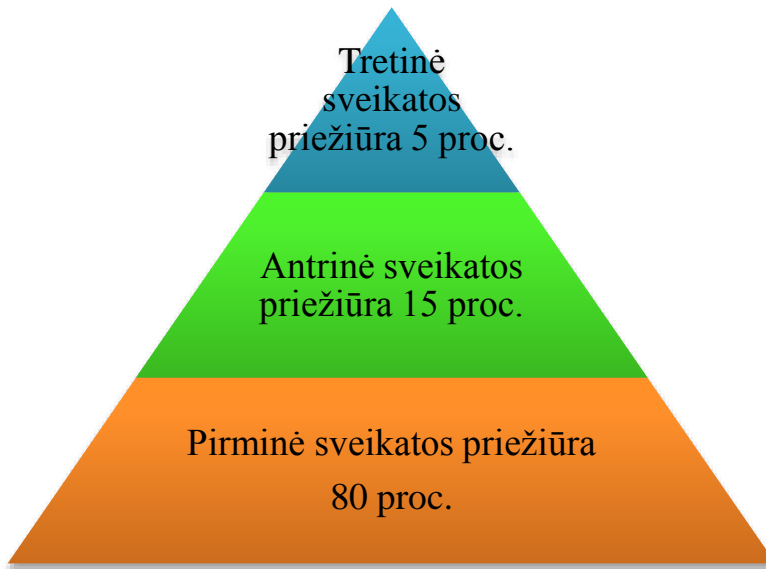 Tretinė
sveikatos
priežiūra 5 proc.
Antrinė sveikatos
priežiūra 15 proc.
Pirminė sveikatos priežiūra
80 proc.